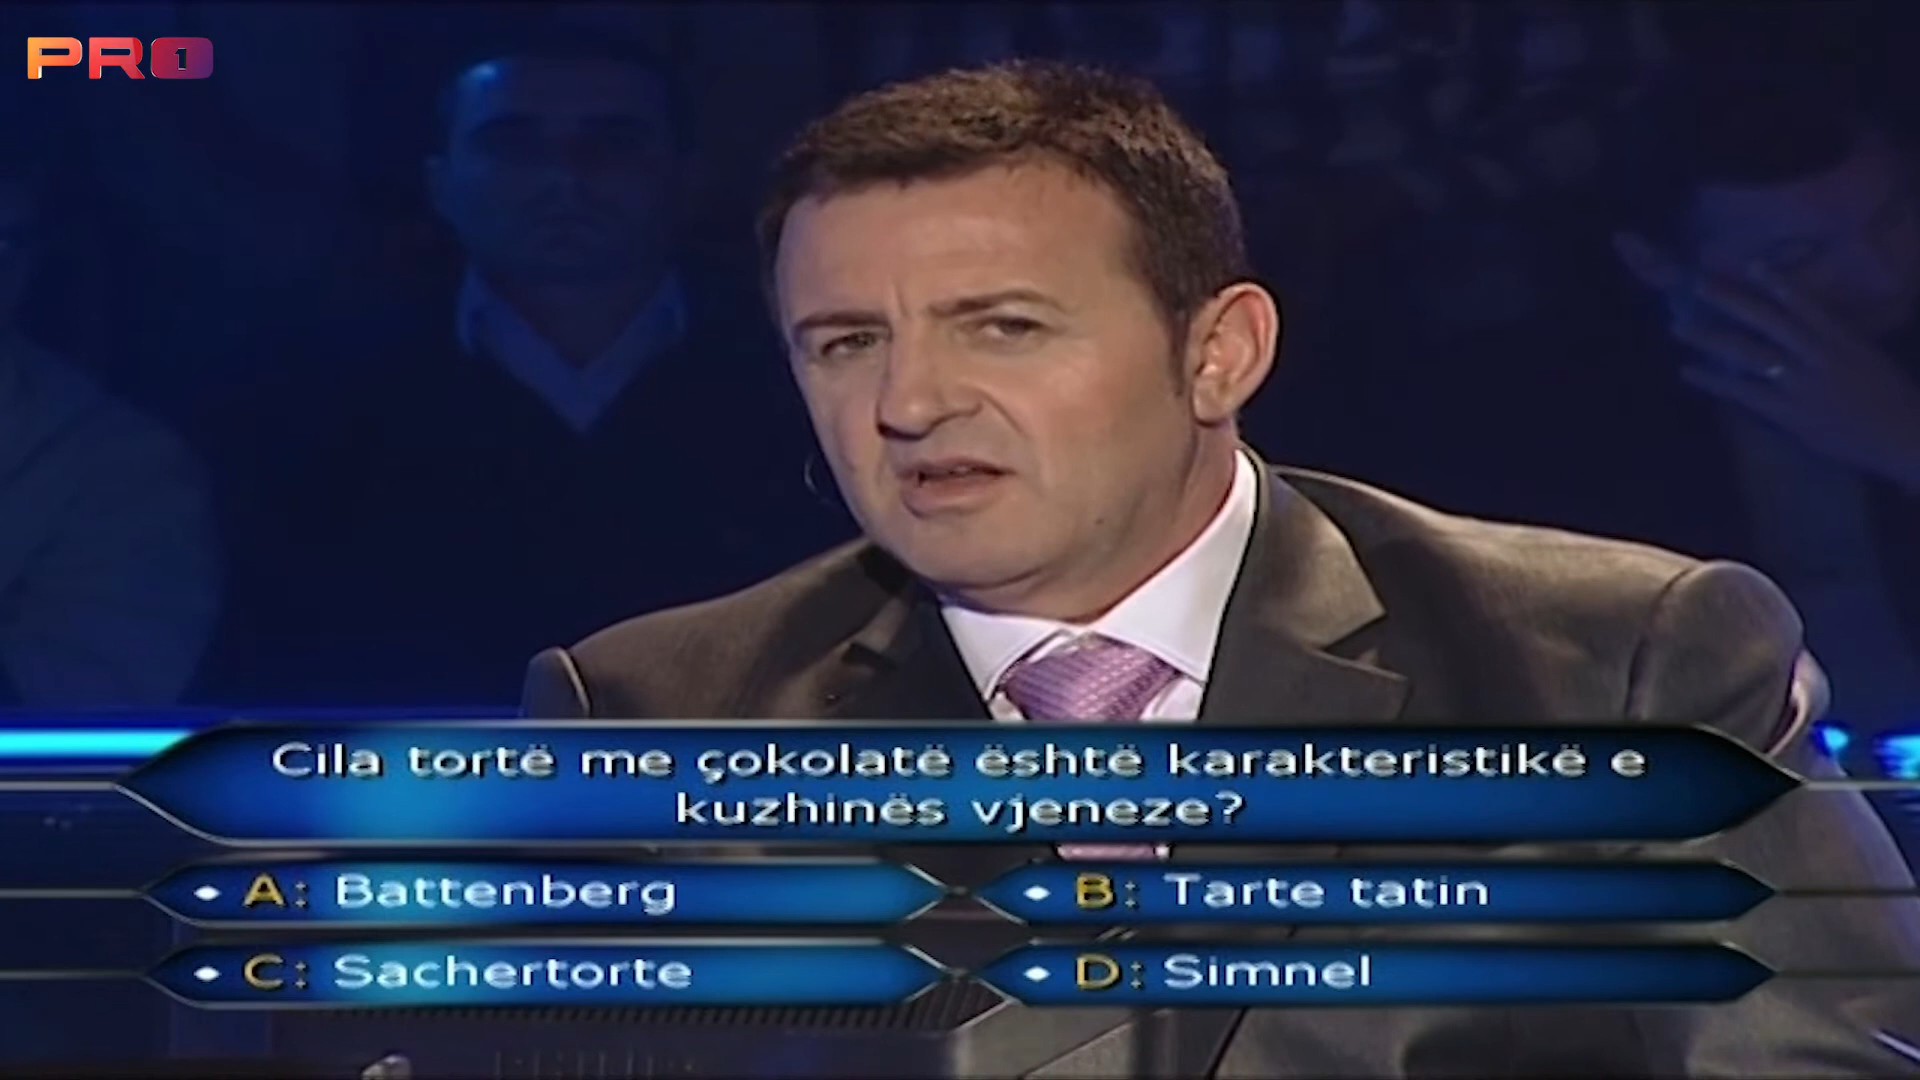 PRO 1
Cila tortë me çokolatë është karakteristikë e
kuzhinës vjeneze?
A: Battenberg
B: Tarte tatin
C: Sachertorte
D: Simnel